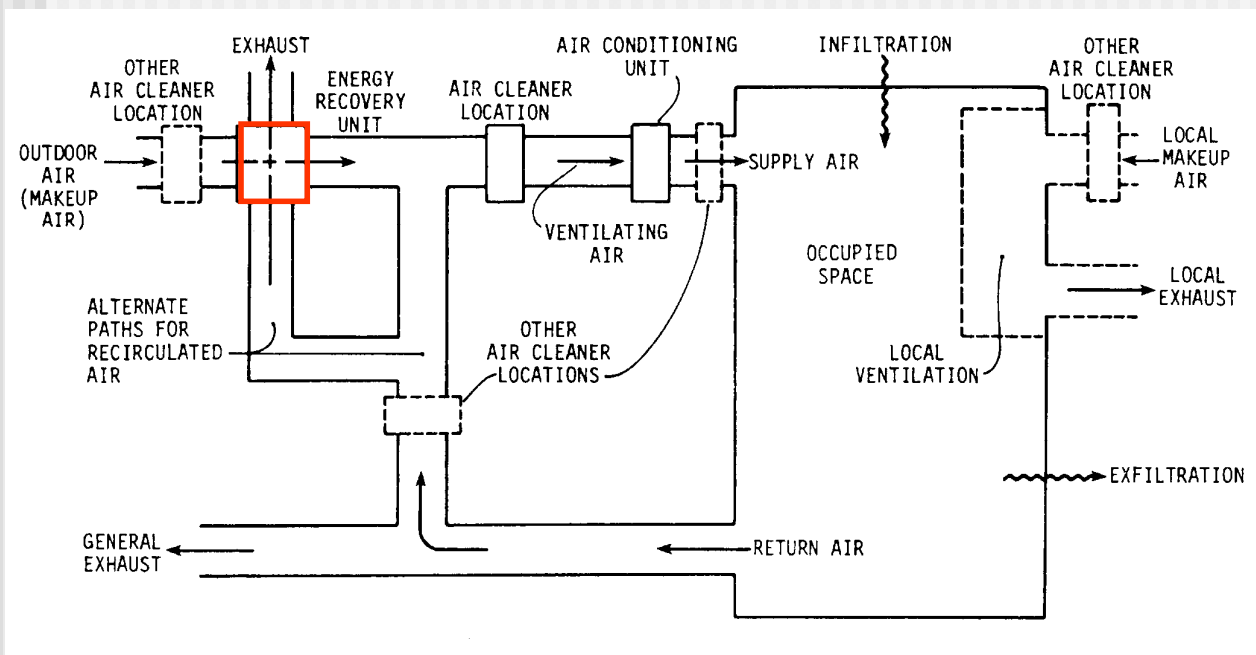 EXHAUST
OTHER
AIR CLEANER
LOCATION
ENERGY
RECOVERY
UNIT
AIR CLEANER
LOCATION
AIR CONDITIONING
UNIT
INFILTRATION
OTHER
AIR CLEANER
LOCATION
OUTDOOR
AIR
(MAKEUP
AIR)
SUPPLY AIR
LOCAL
MAKEUP
AIR
VENTILATING
AIR
OCCUPIED
SPACE
LOCAL
EXHAUST
ALTERNATE
PATHS FOR
RECIRCULATED
AIR
OTHER
AIR CLEANER
LOCATIONS
LOCAL
VENTILATION
EXFILTRATION
GENERAL
EXHAUST
RETURN AIR